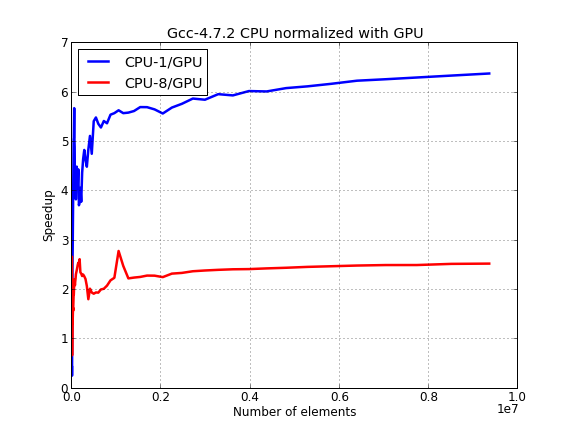 Gcc-4.7.2 CPU normalized with GPU
7
6
5
4
3
2
1
0
Speedup
CPU-1/GPU
CPU-8/GPU
0.0 0.2 0.4 0.6 0.8 1.0
1e7
Number of elements